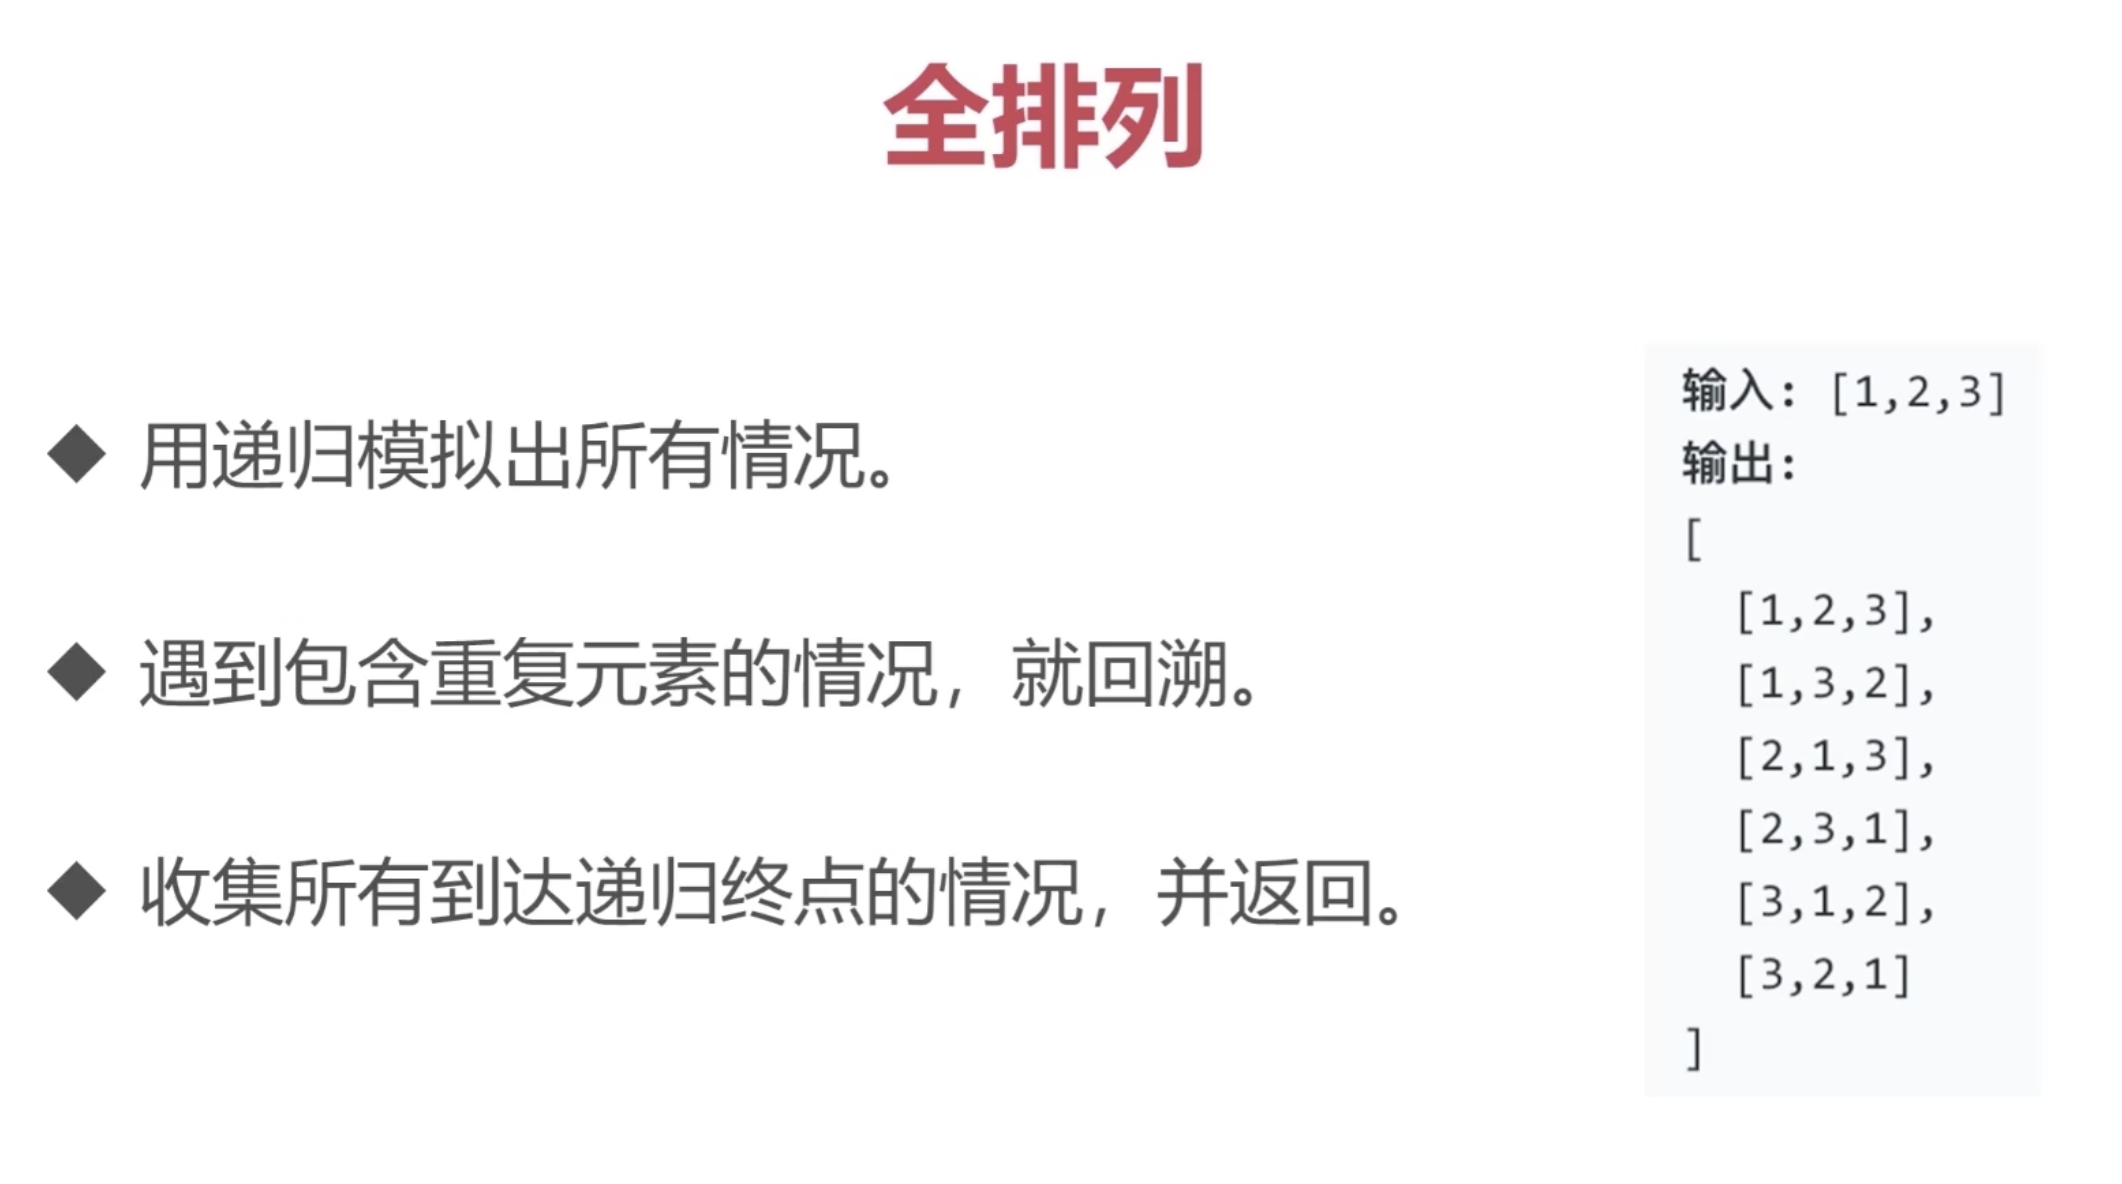 全排列
用递归模拟出所有情况。
遇到包含重复元素的情况，就回溯。
收集所有到达递归终点的情况，并返回。
输入: [1,2,3]
输出:
[
  [1,2,3],
  [1,3,2],
  [2,1,3],
  [2,3,1],
  [3,1,2],
  [3,2,1]
]